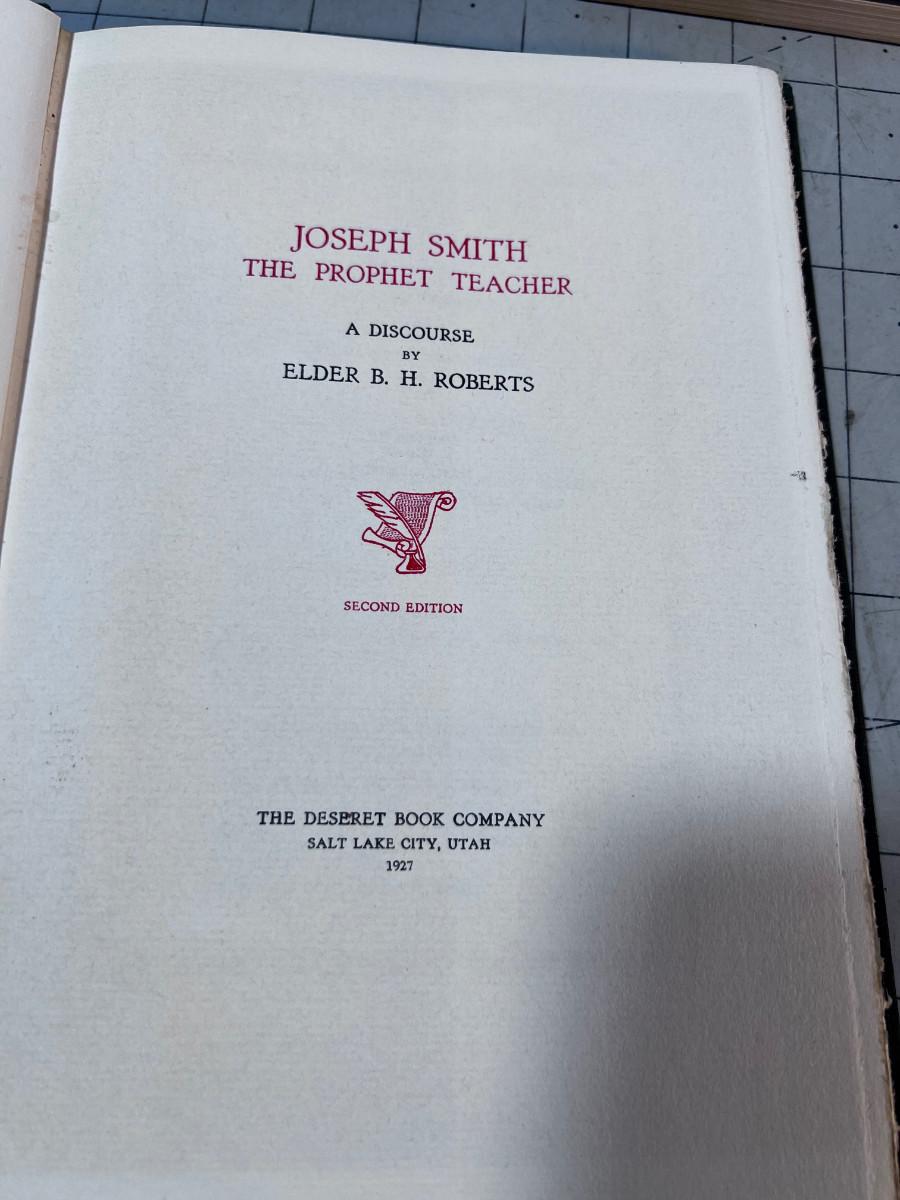 JOSEPH SMITH
THE PROPHET TEACHER
A DISCOURSE
BY
ELDER B. H. ROBERTS
SECOND EDITION
THE DESERET BOOK COMPANY
SALT LAKE CITY, UTAH
1927